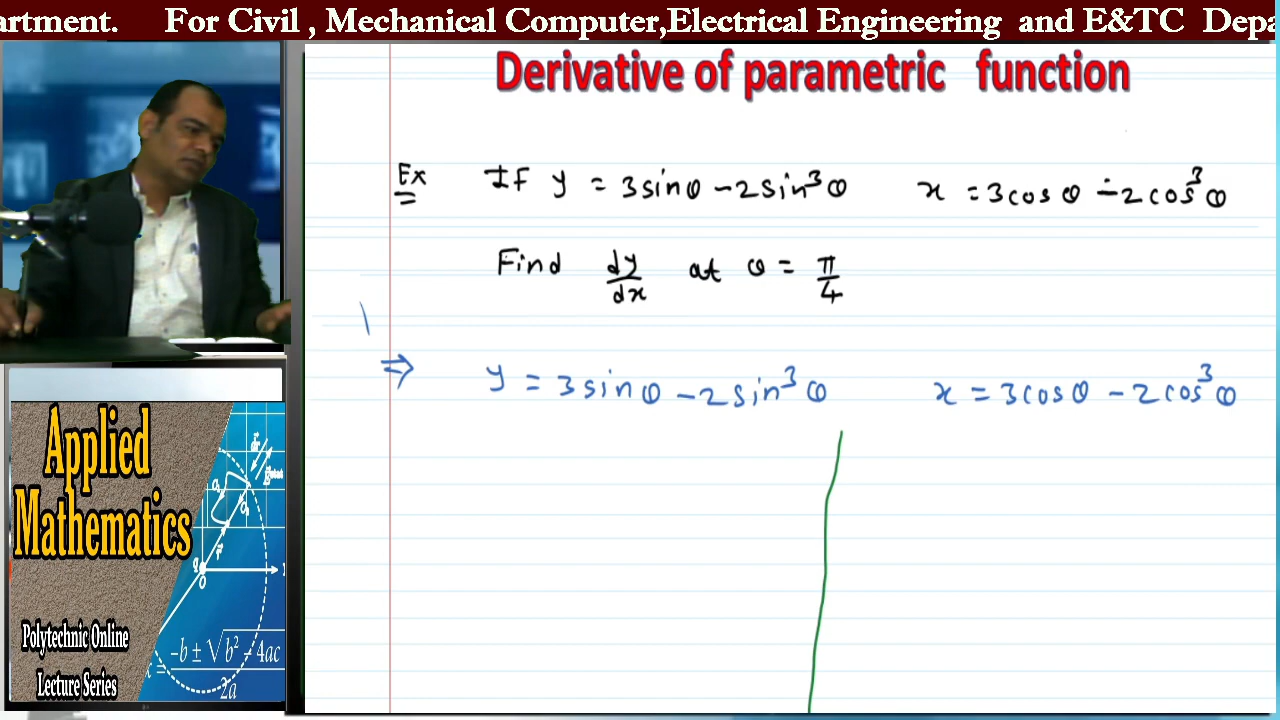 artment. For Civil , Mechanical Computer,Electrical Engineering and E&TC Depa
Derivative of parametric function
Ex If y = 3sinθ - 2sin³θ x = 3cosθ - 2cos³θ
Find dy/dx at θ = π/4
⇒ y = 3sinθ - 2sin³θ x = 3cosθ - 2cos³θ
Applied
Mathematics
Polytechnic Online
Lecture Series
-b ± √b² - 4ac
2a